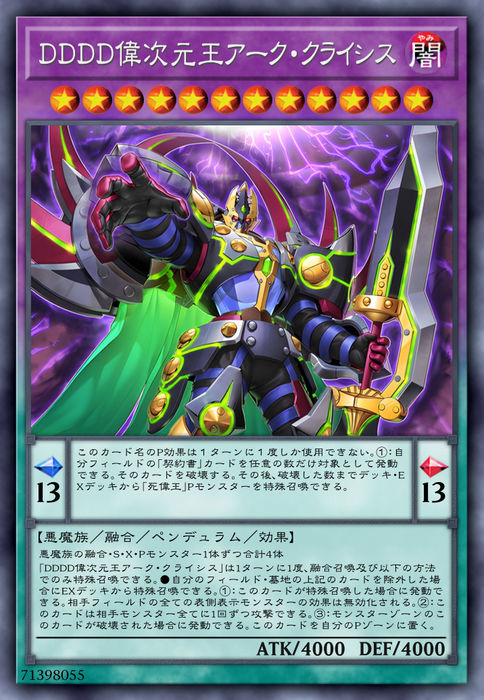 DDDD偉次元王アーク・クライシス
やみ
闇
このカード名のP効果は1ターンに1度しか使用できない。①：自
分フィールドの「契約書」カードを任意の数だけ対象として発動
できる。そのカードを破壊する。その後、破壊した数までデッキ・E
Xデッキから「死偉王」Pモンスターを特殊召喚できる。
13
13
【悪魔族／融合／ペンデュラム／効果】
悪魔族の融合・S・X・Pモンスター1体ずつ合計4体
「DDDD偉次元王アーク・クライシス」は1ターンに1度、融合召喚及び以下の方法
でのみ特殊召喚できる。●自分のフィールド・墓地の上記のカードを除外した場
合にEXデッキから特殊召喚できる。①：このカードが特殊召喚した場合に発動で
きる。相手フィールドの全ての表側表示モンスターの効果は無効化される。②：こ
のカードは相手モンスター全てに1回ずつ攻撃できる。③：モンスターゾーンのこ
のカードが破壊された場合に発動できる。このカードを自分のPゾーンに置く。
ATK/4000 DEF/4000
71398055